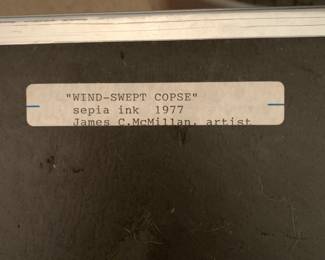 "WIND-SWEPT COPSE"
sepia ink 1977
James C.McMillan, artist